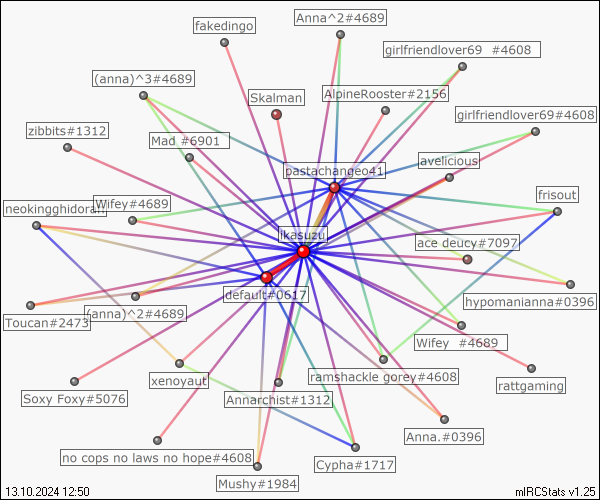 Anna^2#4689
fakedingo
girlfriendlover69 #4608
(anna)^3#4689
Skalman
AlpineRooster#2156
girlfriendlover69#4608
zibbits#1312
Mad #6901
avelicious
pastachangeo41
frisout
neokingghidorah
Wifey#4689
ikasuzu
ace deucy#7097
default#0617
hypomanianna#0396
Toucan#2473
(anna)^2#4689
Wifey #4689
xenoyaut
ramshackle gorey#4608
rattgaming
Soxy Foxy#5076
Annarchist#1312
Anna.#0396
no cops no laws no hope#4608
Cypha#1717
Mushy#1984
13.10.2024 12:50
mIRCStats v1.25